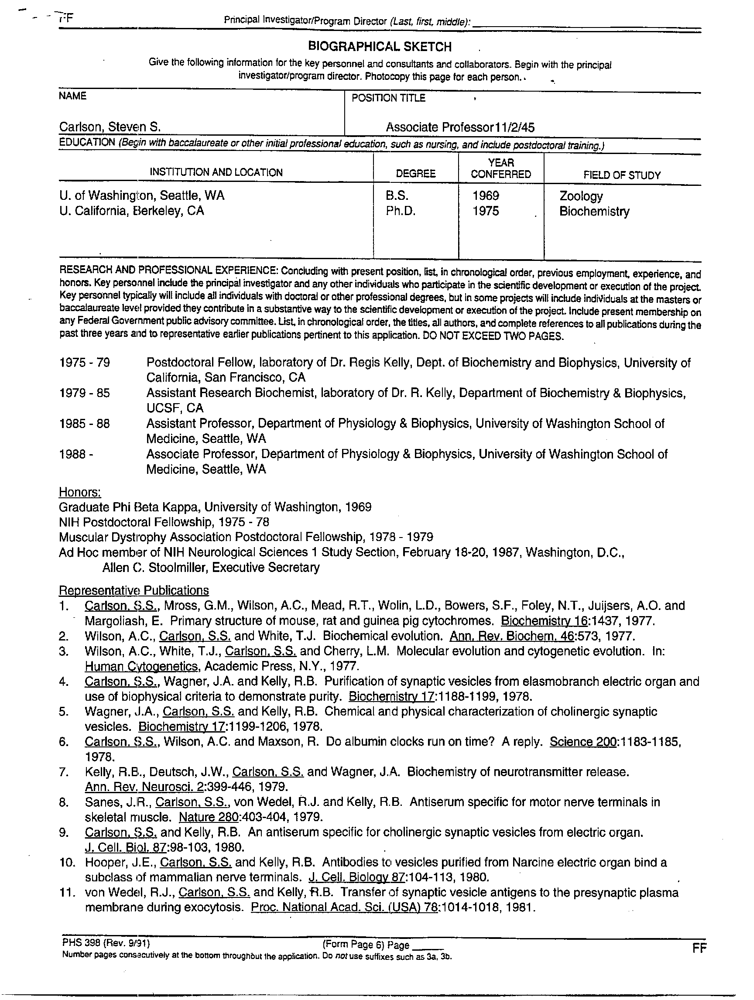 FF
Principal Investigator/Program Director (Last, first, middle):
BIOGRAPHICAL SKETCH
Give the following information for the key personnel and consultants and collaborators. Begin with the principal
investigator/program director. Photocopy this page for each person.
NAME
POSITION TITLE
Carlson, Steven S.
Associate Professor11/2/45
EDUCATION (Begin with baccalaureate or other initial professional education, such as nursing, and include postdoctoral training.)
INSTITUTION AND LOCATION
DEGREE
YEAR
CONFERRED
FIELD OF STUDY
U. of Washington, Seattle, WA B.S. 1969 Zoology
U. California, Berkeley, CA Ph.D. 1975 Biochemistry
RESEARCH AND PROFESSIONAL EXPERIENCE: Concluding with present position, list, in chronological order, previous employment, experience, and
honors. Key personnel include the principal investigator and any other individuals who participate in the scientific development or execution of the project.
Key personnel typically will include all individuals with doctoral or other professional degrees, but in some projects will include individuals at the masters or
baccalaureate level provided they contribute in a substantive way to the scientific development or execution of the project. Include present membership on
any Federal Government public advisory committee. List, in chronological order, the titles, all authors, and complete references to all publications during the
past three years and to representative earlier publications pertinent to this application. DO NOT EXCEED TWO PAGES.
1975 - 79 Postdoctoral Fellow, laboratory of Dr. Regis Kelly, Dept. of Biochemistry and Biophysics, University of
California, San Francisco, CA
1979 - 85 Assistant Research Biochemist, laboratory of Dr. R. Kelly, Department of Biochemistry & Biophysics,
UCSF, CA
1985 - 88 Assistant Professor, Department of Physiology & Biophysics, University of Washington School of
Medicine, Seattle, WA
1988 - Associate Professor, Department of Physiology & Biophysics, University of Washington School of
Medicine, Seattle, WA
Honors:
Graduate Phi Beta Kappa, University of Washington, 1969
NIH Postdoctoral Fellowship, 1975 - 78
Muscular Dystrophy Association Postdoctoral Fellowship, 1978 - 1979
Ad Hoc member of NIH Neurological Sciences 1 Study Section, February 18-20, 1987, Washington, D.C.,
Allen C. Stoolmiller, Executive Secretary
Representative Publications
1. Carlson, S.S., Mross, G.M., Wilson, A.C., Mead, R.T., Wolin, L.D., Bowers, S.F., Foley, N.T., Juijsers, A.O. and
Margoliash, E. Primary structure of mouse, rat and guinea pig cytochromes. Biochemistry 16:1437, 1977.
2. Wilson, A.C., Carlson, S.S. and White, T.J. Biochemical evolution. Ann. Rev. Biochem. 46:573, 1977.
3. Wilson, A.C., White, T.J., Carlson, S.S. and Cherry, L.M. Molecular evolution and cytogenetic evolution. In:
Human Cytogenetics, Academic Press, N.Y., 1977.
4. Carlson, S.S., Wagner, J.A. and Kelly, R.B. Purification of synaptic vesicles from elasmobranch electric organ and
use of biophysical criteria to demonstrate purity. Biochemistry 17:1188-1199, 1978.
5. Wagner, J.A., Carlson, S.S. and Kelly, R.B. Chemical and physical characterization of cholinergic synaptic
vesicles. Biochemistry 17:1199-1206, 1978.
6. Carlson, S.S., Wilson, A.C. and Maxson, R. Do albumin clocks run on time? A reply. Science 200:1183-1185,
1978.
7. Kelly, R.B., Deutsch, J.W., Carlson, S.S. and Wagner, J.A. Biochemistry of neurotransmitter release.
Ann. Rev. Neurosci. 2:399-446, 1979.
8. Sanes, J.R., Carlson, S.S., von Wedel, R.J. and Kelly, R.B. Antiserum specific for motor nerve terminals in
skeletal muscle. Nature 280:403-404, 1979.
9. Carlson, S.S. and Kelly, R.B. An antiserum specific for cholinergic synaptic vesicles from electric organ.
J. Cell. Biol. 87:98-103, 1980.
10. Hooper, J.E., Carlson, S.S. and Kelly, R.B. Antibodies to vesicles purified from Narcine electric organ bind a
subclass of mammalian nerve terminals. J. Cell. Biology 87:104-113, 1980.
11. von Wedel, R.J., Carlson, S.S. and Kelly, R.B. Transfer of synaptic vesicle antigens to the presynaptic plasma
membrane during exocytosis. Proc. National Acad. Sci. (USA) 78:1014-1018, 1981.
PHS 398 (Rev. 9/91) (Form Page 6) Page FF
Number pages consecutively at the bottom throughout the application. Do not use suffixes such as 3a, 3b.